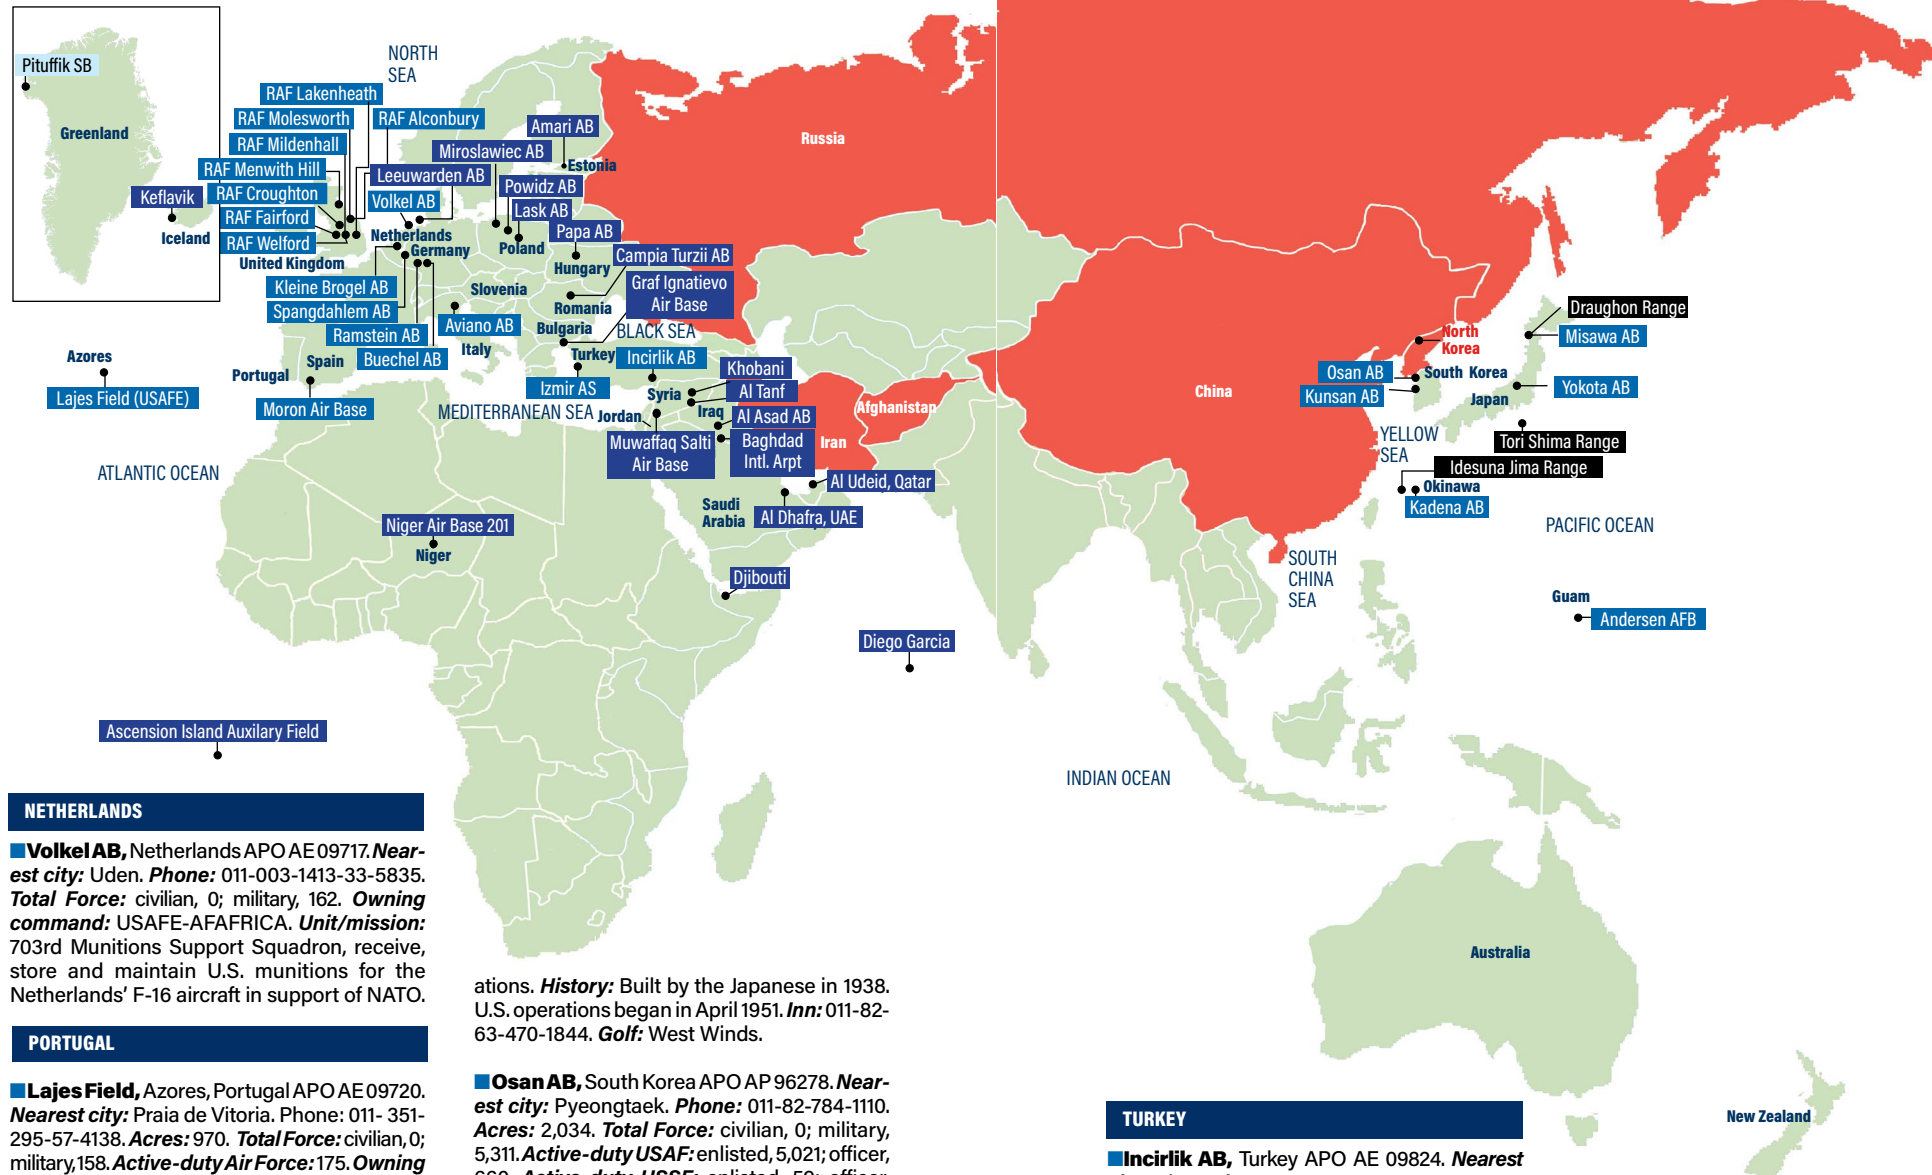 Pituffik SB
Greenland
Keflavik
Iceland
NORTH
SEA
RAF Lakenheath
RAF Molesworth
RAF Alconbury
RAF Mildenhall
RAF Menwith Hill
RAF Croughton
RAF Fairford
RAF Welford
United Kingdom
Amari AB
Estonia
Miroslawiec AB
Leeuwarden AB
Powidz AB
Volkel AB
Lask AB
Netherlands
Germany
Poland
Papa AB
Hungary
Campia Turzii AB
Graf Ignatievo
Air Base
Kleine Brogel AB
Spangdahlem AB
Ramstein AB
Buechel AB
Slovenia
Romania
Aviano AB
Italy
Bulgaria
BLACK SEA
Turkey
Incirlik AB
Izmir AS
Azores
Lajes Field (USAFE)
Portugal
Spain
Moron Air Base
MEDITERRANEAN SEA
Khobani
Syria
Al Tanf
Jordan
Iraq
Al Asad AB
Muwaffaq Salti
Air Base
Baghdad
Intl. Arpt
Iran
Afghanistan
Al Udeid, Qatar
Saudi
Arabia
Al Dhafra, UAE
ATLANTIC OCEAN
Niger Air Base 201
Niger
Djibouti
Diego Garcia
Ascension Island Auxilary Field
Russia
China
North
Korea
Draughon Range
Misawa AB
Osan AB
South Korea
Kunsan AB
Japan
Yokota AB
YELLOW
SEA
Tori Shima Range
Idesuna Jima Range
Okinawa
Kadena AB
PACIFIC OCEAN
SOUTH
CHINA
SEA
Guam
Andersen AFB
INDIAN OCEAN
Australia
New Zealand
NETHERLANDS
■Volkel AB, Netherlands APO AE 09717. Near-
est city: Uden. Phone: 011-003-1413-33-5835.
Total Force: civilian, 0; military, 162. Owning
command: USAFE-AFAFRICA. Unit/mission:
703rd Munitions Support Squadron, receive,
store and maintain U.S. munitions for the
Netherlands' F-16 aircraft in support of NATO.
PORTUGAL
■Lajes Field, Azores, Portugal APO AE 09720.
Nearest city: Praia de Vitoria. Phone: 011- 351-
295-57-4138. Acres: 970. Total Force: civilian, 0;
military, 158. Active-duty Air Force: 175. Owning
ations. History: Built by the Japanese in 1938.
U.S. operations began in April 1951. Inn: 011-82-
63-470-1844. Golf: West Winds.
■Osan AB, South Korea APO AP 96278. Near-
est city: Pyeongtaek. Phone: 011-82-784-1110.
Acres: 2,034. Total Force: civilian, 0; military,
5,311. Active-duty USAF: enlisted, 5,021; officer,
TURKEY
■Incirlik AB, Turkey APO AE 09824. Nearest